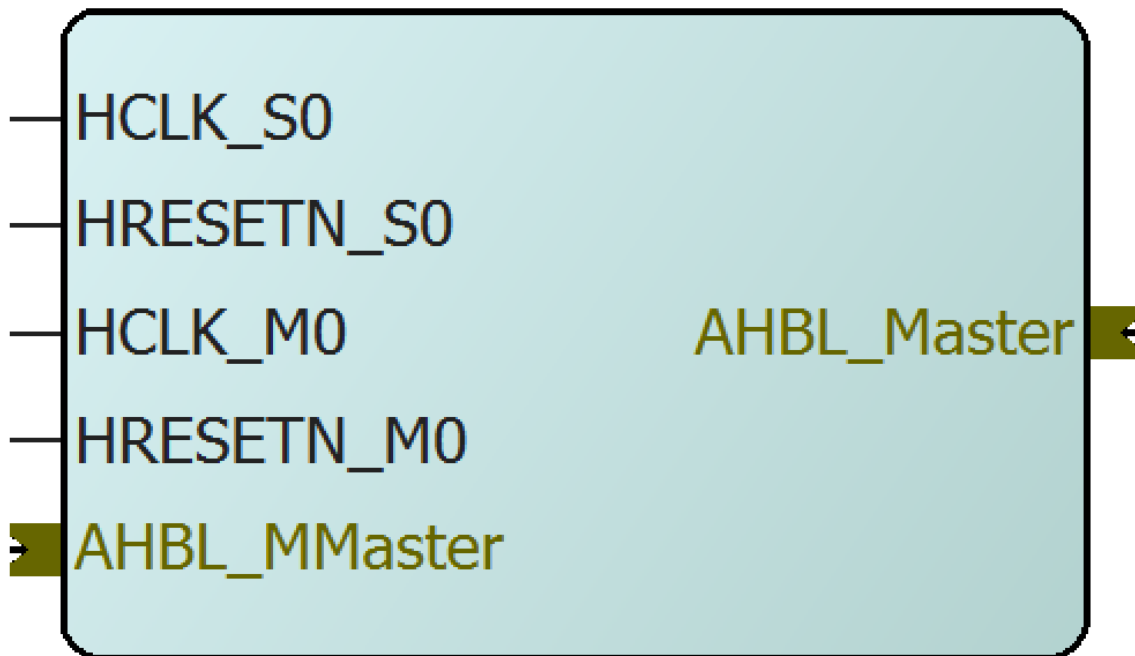 HCLK_S0
HRESETN_S0
HCLK_M0
AHBL_Master
HRESETN_M0
AHBL_MMaster